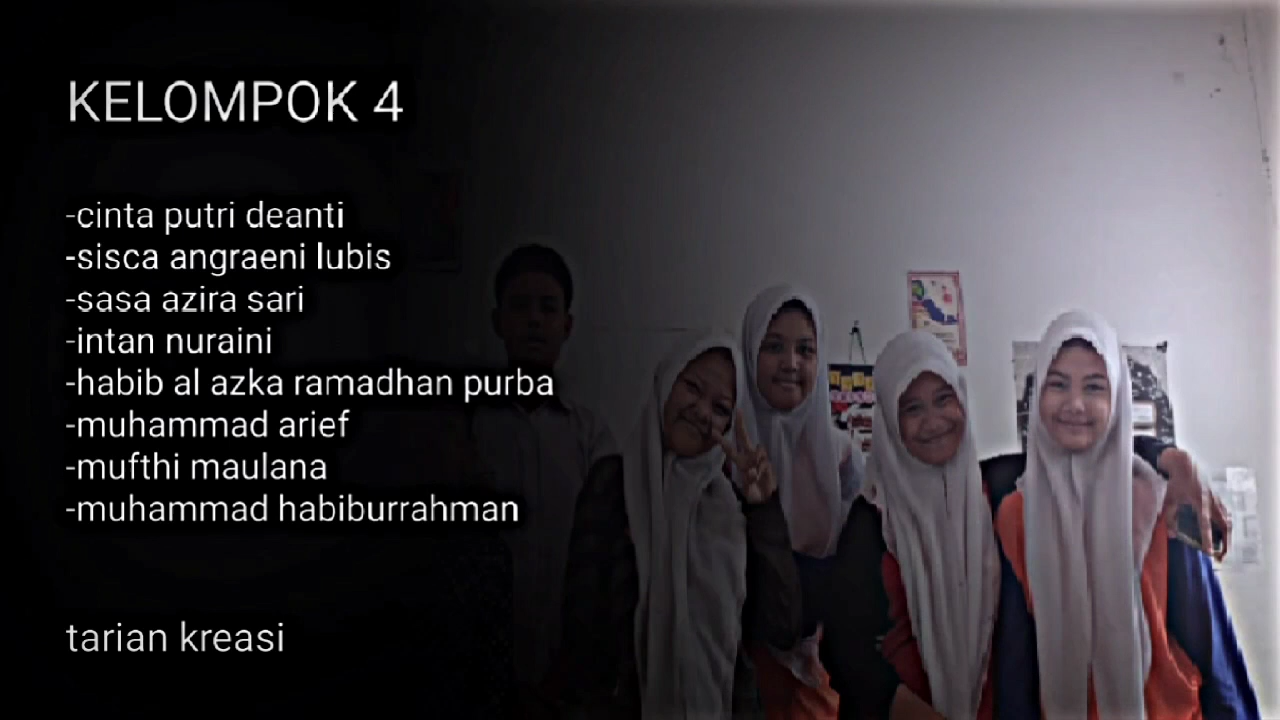 KELOMPOK 4
-cinta putri deanti
-sisca angraeni lubis
-sasa azira sari
-intan nuraini
-habib al azka ramadhan purba
-muhammad arief
-mufthi maulana
-muhammad habiburrahman
tarian kreasi